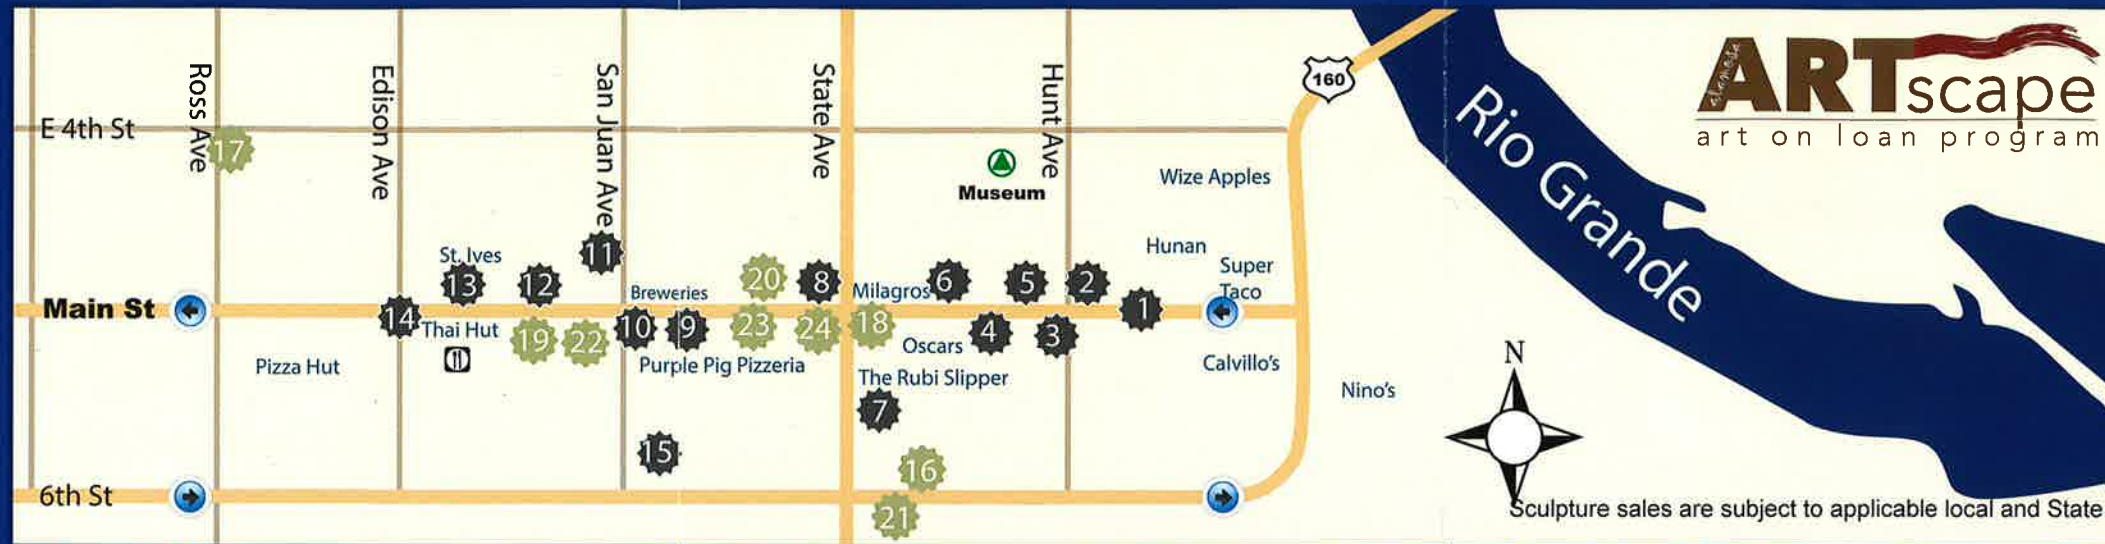 Ross Ave
Edison Ave
San Juan Ave
State Ave
Hunt Ave
160
alamosa
ARTscape
art on loan program
E 4th St
17
Museum
Wize Apples
Rio Grande
St. Ives
11
Hunan
Super
Taco
13
12
20
8
6
5
2
Breweries
Milagros
Main St
14
Thai Hut
19
22
10
9
23
24
18
4
3
1
Oscars
Pizza Hut
Purple Pig Pizzeria
The Rubi Slipper
Calvillo's
Nino's
N
7
15
16
6th St
21
Sculpture sales are subject to applicable local and State